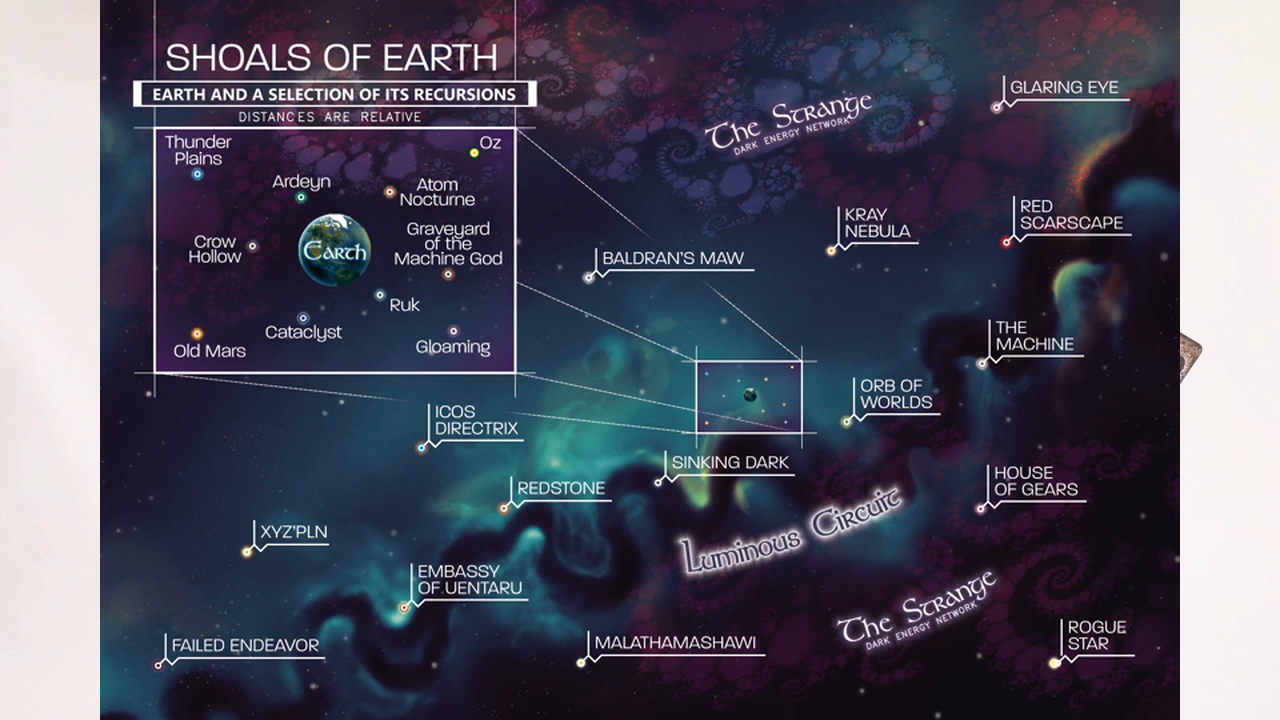 SHOALS OF EARTH
EARTH AND A SELECTION OF ITS RECURSIONS
DISTANCES ARE RELATIVE
Thunder
Plains
Oz
Ardeyn
Atom
Nocturne
Crow
Hollow
Earth
Graveyard
of the
Machine God
Ruk
Cataclyst
Old Mars
Gloaming
The Strange
DARK ENERGY NETWORK
GLARING EYE
KRAY
NEBULA
RED
SCARSCAPE
BALDRAN'S MAW
THE
MACHINE
ORB OF
WORLDS
ICOS
DIRECTRIX
SINKING DARK
REDSTONE
HOUSE
OF GEARS
Luminous Circuit
XYZ'PLN
EMBASSY
OF UENTARU
The Strange
DARK ENERGY NETWORK
FAILED ENDEAVOR
MALATHAMASHAWI
ROGUE
STAR